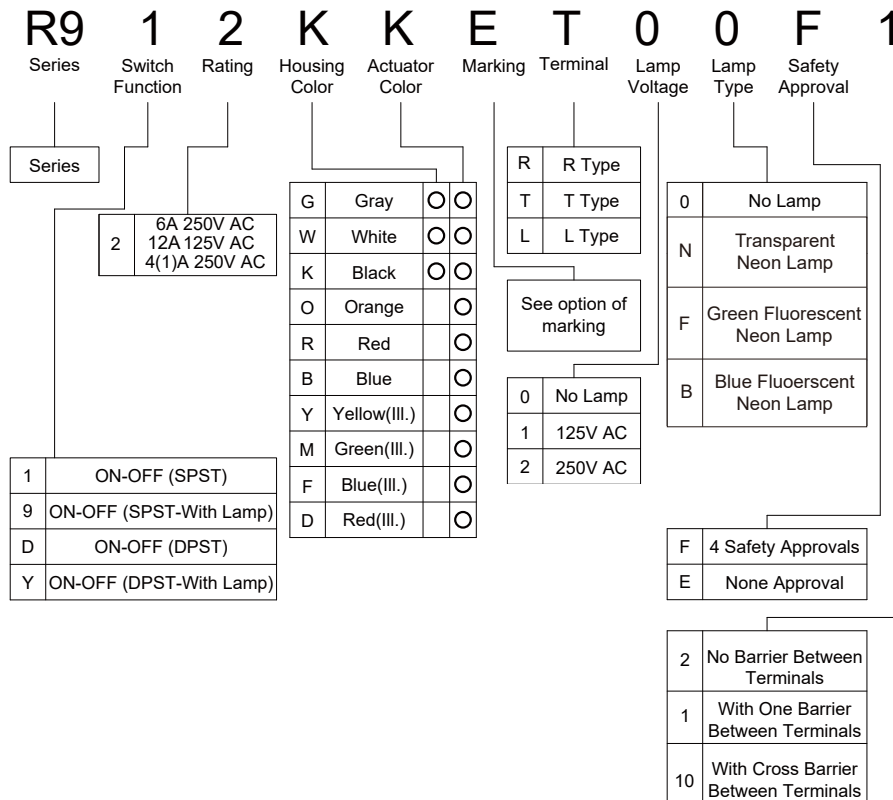 R9 1 2 K K E T 0 0 F 1
Series Switch Rating Housing Actuator Marking Terminal Lamp Lamp Safety
Function Color Color Voltage Type Approval
Series
2 6A 250V AC
12A 125V AC
4(1)A 250V AC
G Gray O O
W White O O
K Black O O
O Orange O
R Red O
B Blue O
Y Yellow(Ill.) O
M Green(Ill.) O
F Blue(Ill.) O
D Red(Ill.) O
R R Type
T T Type
L L Type
See option of
marking
0 No Lamp
1 125V AC
2 250V AC
0 No Lamp
N Transparent
Neon Lamp
F Green Fluorescent
Neon Lamp
B Blue Fluoerscent
Neon Lamp
1 ON-OFF (SPST)
9 ON-OFF (SPST-With Lamp)
D ON-OFF (DPST)
Y ON-OFF (DPST-With Lamp)
F 4 Safety Approvals
E None Approval
2 No Barrier Between
Terminals
1 With One Barrier
Between Terminals
10 With Cross Barrier
Between Terminals